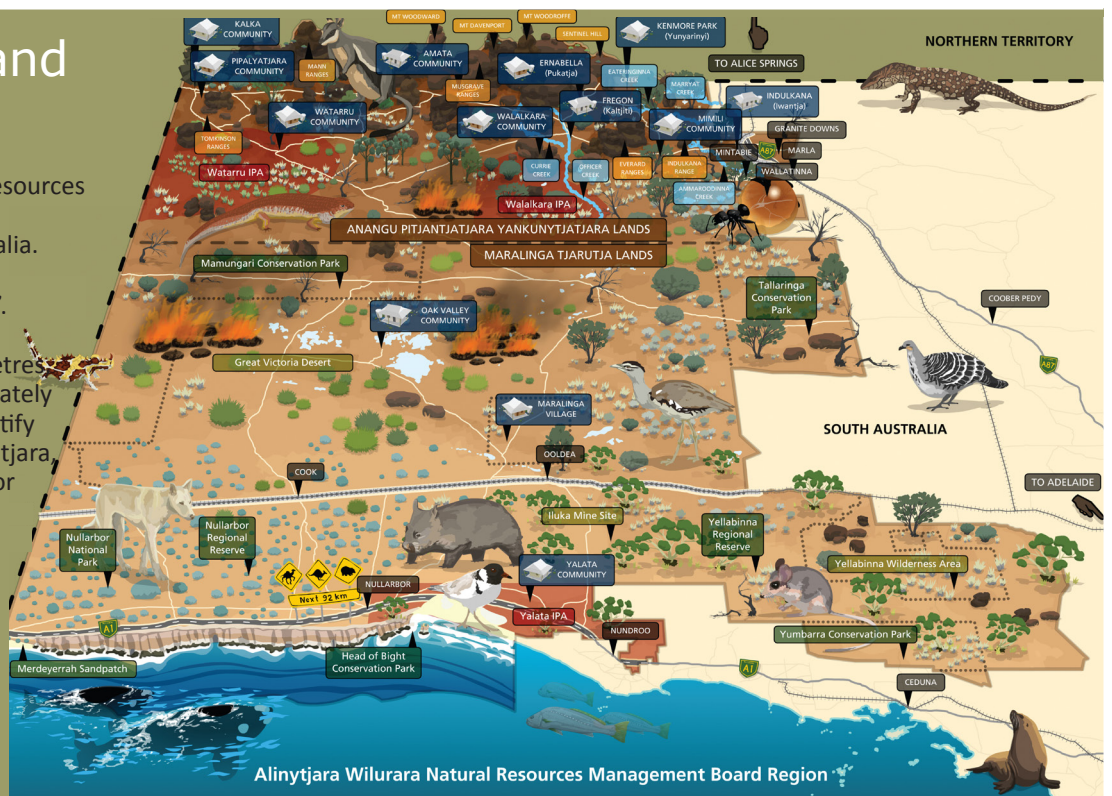 and
esources
alia.
.
etres,
ately
tify
tjara,
or
KALKA
COMMUNITY
MT WOODWARD
MT DAVENPORT
MT WOODROFFE
SENTINEL HILL
KENMORE PARK
(Yunyarinyi)
NORTHERN TERRITORY
TO ALICE SPRINGS
PIPALYATJARA
COMMUNITY
MANN
RANGES
AMATA
COMMUNITY
ERNABELLA
(Pukatja)
EATERINGINNA
CREEK
MARRYAT
CREEK
MUSGRAVE
RANGES
INDULKANA
(Iwantja)
FREGON
(Kaltjiti)
WATARRU
COMMUNITY
WALALKARA
COMMUNITY
MIMILI
COMMUNITY
GRANITE DOWNS
TOMKINSON
RANGES
MINTABIE
A87
MARLA
Watarru IPA
CURRIE
CREEK
OFFICER
CREEK
EVERARD
RANGES
INDULKANA
RANGE
WALLATINNA
AMMAROODINNA
CREEK
Walalkara IPA
ANANGU PITJANTJATJARA YANKUNYTJATJARA LANDS
MARALINGA TJARUTJA LANDS
Mamungari Conservation Park
Tallaringa
Conservation
Park
COOBER PEDY
OAK VALLEY
COMMUNITY
Great Victoria Desert
A87
MARALINGA
VILLAGE
SOUTH AUSTRALIA
OOLDEA
COOK
TO ADELAIDE
Iluka Mine Site
Nullarbor
Regional
Reserve
Yellabinna
Regional
Reserve
Nullarbor
National
Park
Yellabinna Wilderness Area
YALATA
COMMUNITY
NULLARBOR
Next 92 km
Yalata IPA
A1
NUNDROO
Yumbarra Conservation Park
Merdeyerrah Sandpatch
Head of Bight
Conservation Park
A1
CEDUNA
Alinytjara Wilurara Natural Resources Management Board Region